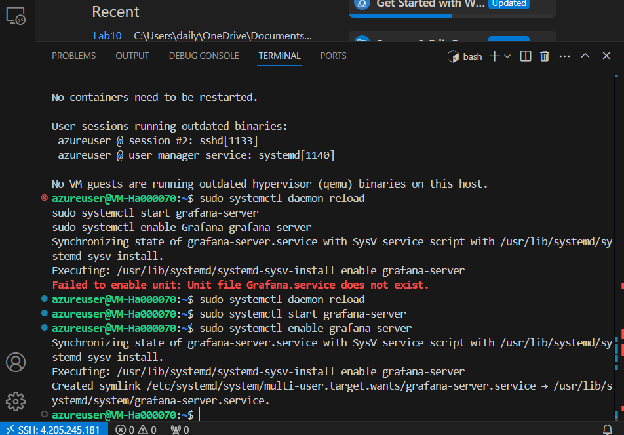 Recent
Get Started with W...
Updated
Lab10 C:\Users\daily\OneDrive\Documents...
PROBLEMS OUTPUT DEBUG CONSOLE TERMINAL PORTS
bash
No containers need to be restarted.
User sessions running outdated binaries:
azureuser @ session #2: sshd[1133]
azureuser @ user manager service: systemd[1140]
No VM guests are running outdated hypervisor (qemu) binaries on this host.
azureuser@VM-Ha000070:~$ sudo systemctl daemon-reload
sudo systemctl start grafana-server
sudo systemctl enable Grafana grafana-server
Synchronizing state of grafana-server.service with SysV service script with /usr/lib/systemd/sy
stemd-sysv-install.
Executing: /usr/lib/systemd/systemd-sysv-install enable grafana-server
Failed to enable unit: Unit file Grafana.service does not exist.
azureuser@VM-Ha000070:~$ sudo systemctl daemon-reload
azureuser@VM-Ha000070:~$ sudo systemctl start grafana-server
azureuser@VM-Ha000070:~$ sudo systemctl enable grafana-server
Synchronizing state of grafana-server.service with SysV service script with /usr/lib/systemd/sy
stemd-sysv-install.
Executing: /usr/lib/systemd/systemd-sysv-install enable grafana-server
Created symlink /etc/systemd/system/multi-user.target.wants/grafana-server.service → /usr/lib/s
ystemd/system/grafana-server.service.
azureuser@VM-Ha000070:~$
SSH: 4.205.245.181 0 0 0